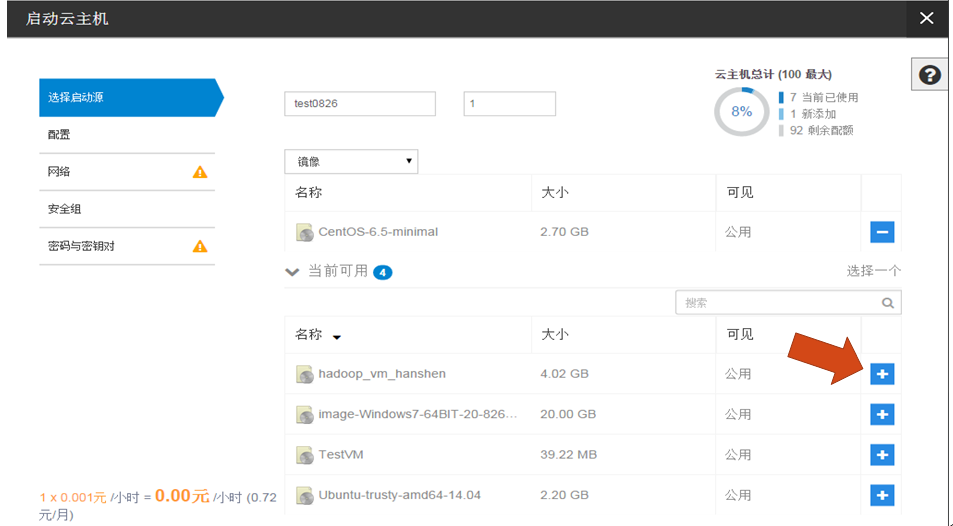 启动云主机
选择启动源
配置
网络
安全组
密码与密钥对
test0826
1
云主机总计 (100 最大)
8%
7 当前已使用
1 新添加
92 剩余配额
镜像
名称 大小 可见
CentOS-6.5-minimal 2.70 GB 公用
当前可用 4 选择一个
搜索
名称 大小 可见
hadoop_vm_hanshen 4.02 GB 公用
image-Windows7-64BIT-20-826... 20.00 GB 公用
TestVM 39.22 MB 公用
Ubuntu-trusty-amd64-14.04 2.20 GB 公用
1 x 0.001元 /小时 = 0.00元 /小时 (0.72
元/月)